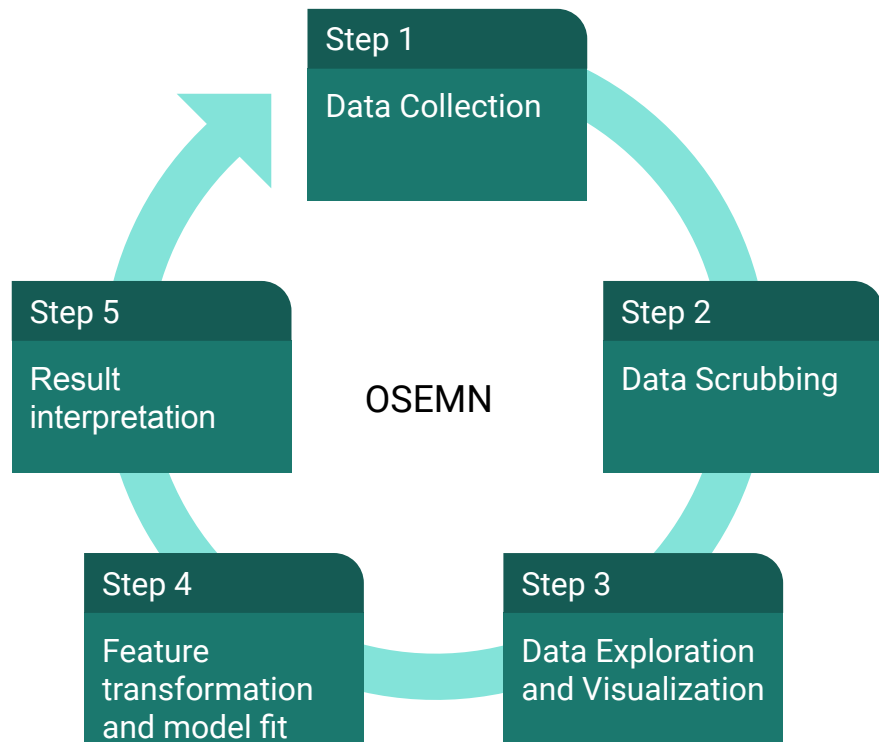 Step 1
Data Collection
Step 2
Data Scrubbing
Step 3
Data Exploration
and Visualization
Step 4
Feature
transformation
and model fit
Step 5
Result
interpretation
OSEMN